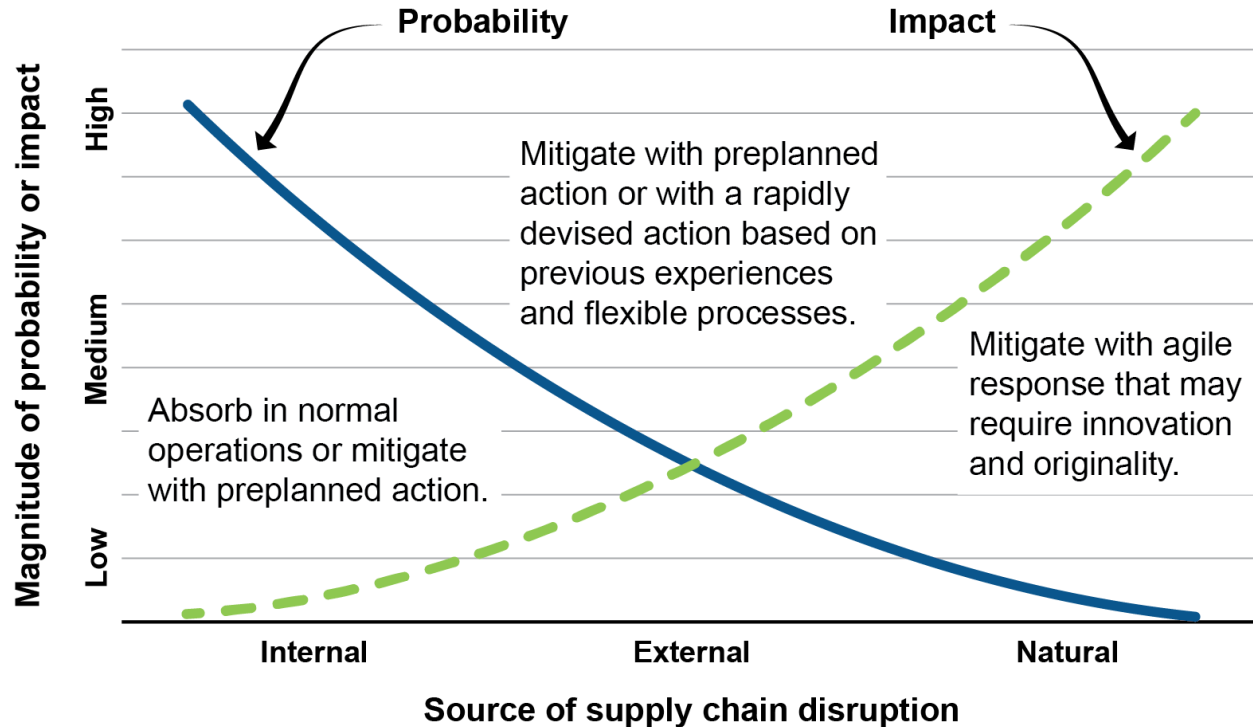 Probability
Impact
Magnitude of probability or impact
High
Medium
Low
Mitigate with preplanned
action or with a rapidly
devised action based on
previous experiences
and flexible processes.
Mitigate with agile
response that may
require innovation
and originality.
Absorb in normal
operations or mitigate
with preplanned action.
Internal
External
Natural
Source of supply chain disruption